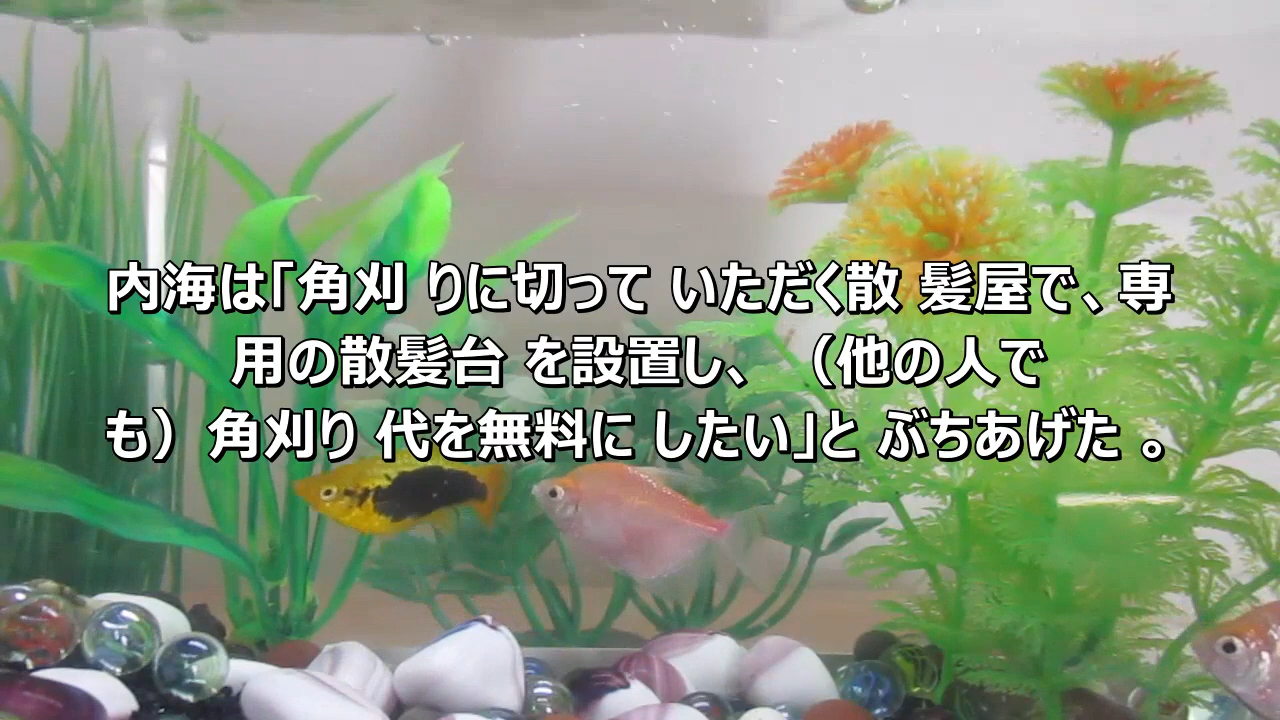 内海は「角刈 りに切って いただく散 髪屋で、専
用の散髪台 を設置し、 （他の人で
も）角刈り 代を無料に したい」と ぶちあげた 。